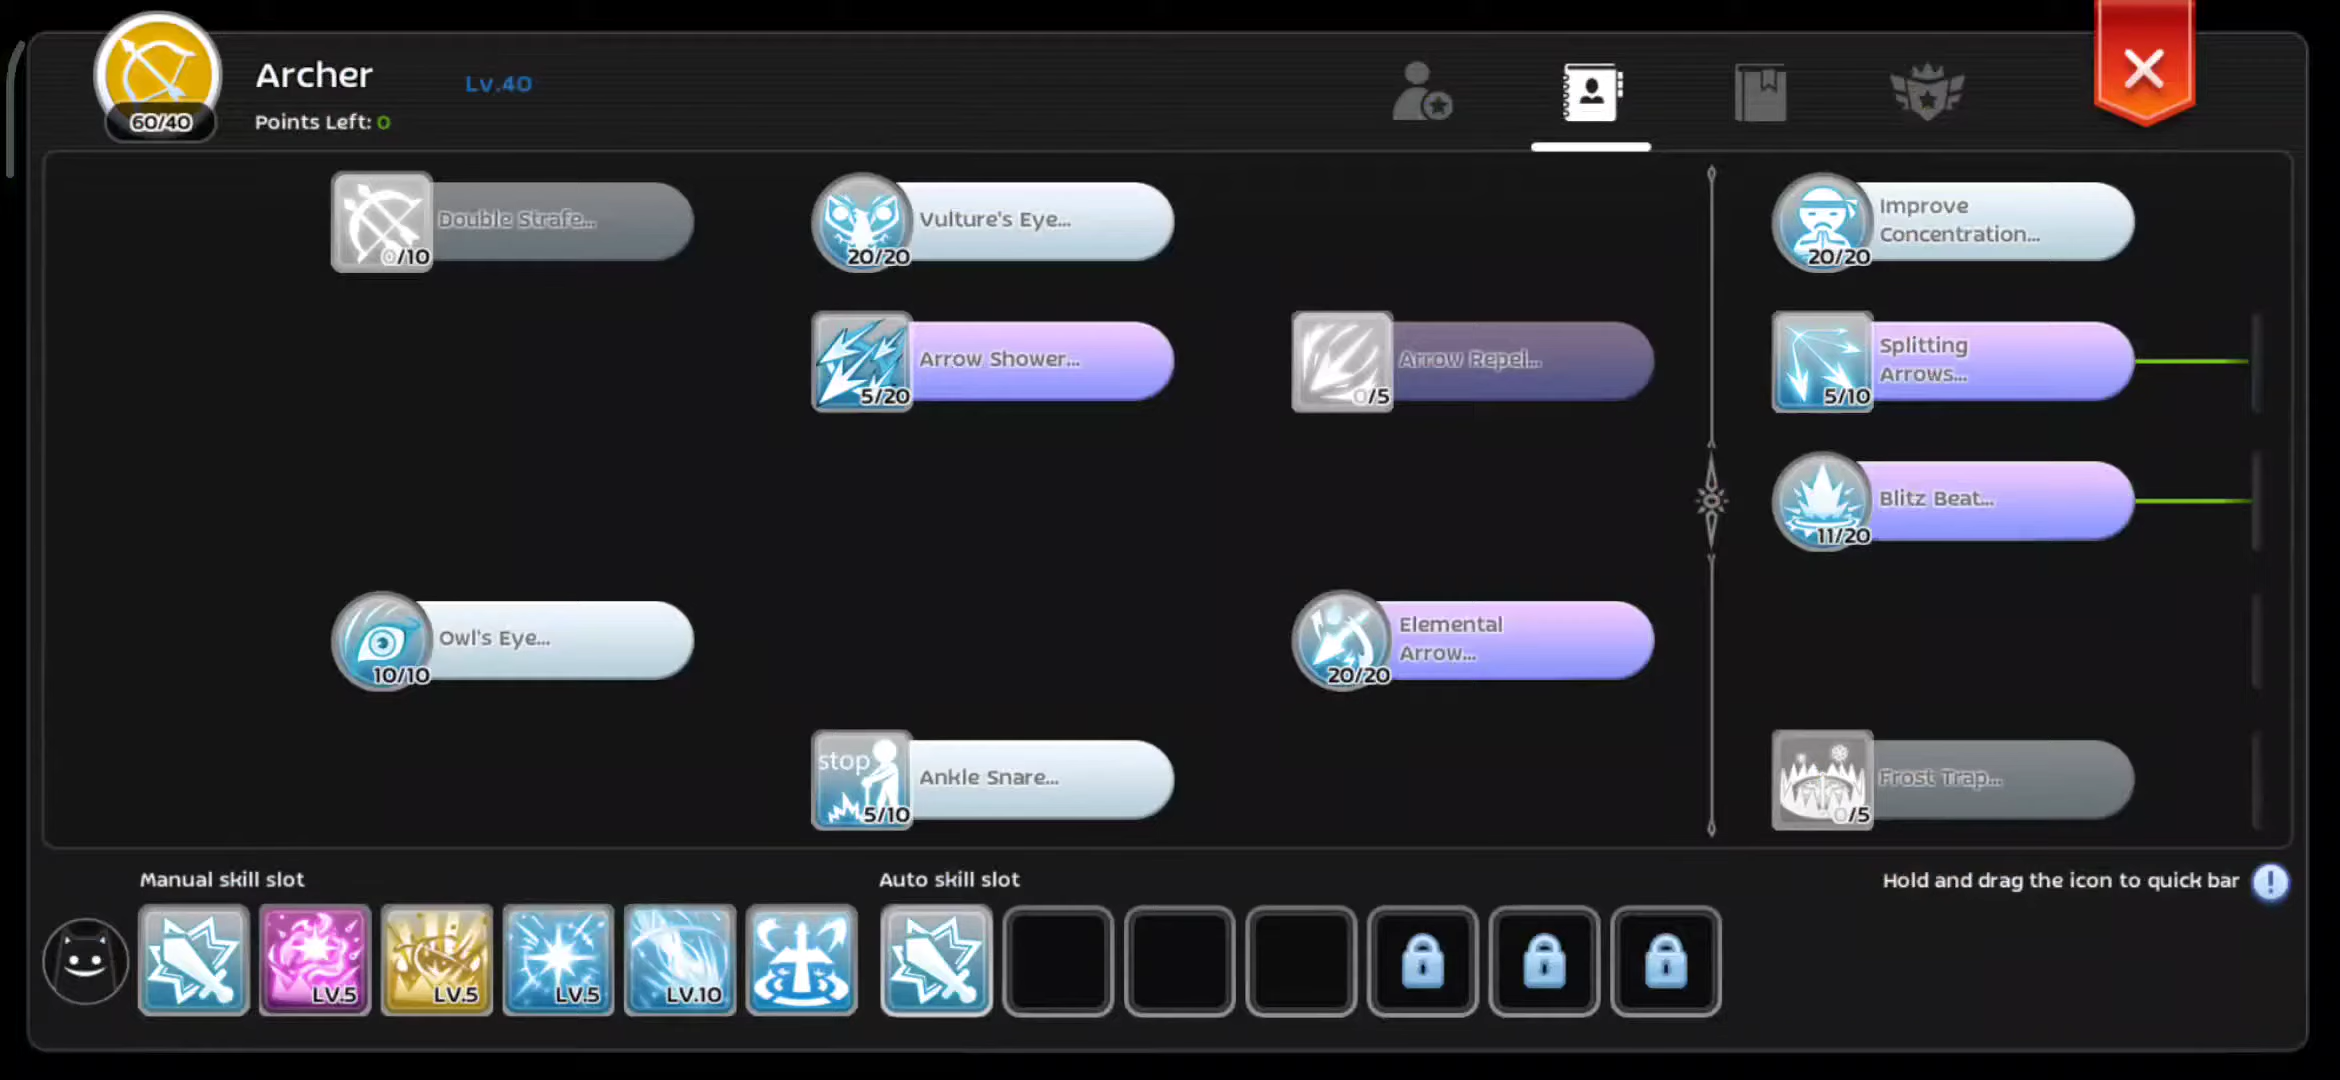 Archer
Lv.40
60/40
Points Left: 0
Double Strafe...
0/10
Vulture's Eye...
20/20
Improve
Concentration...
20/20
Arrow Shower...
5/20
Arrow Repel...
0/5
Splitting
Arrows...
5/10
Blitz Beat...
11/20
Owl's Eye...
10/10
Elemental
Arrow...
20/20
stop
Ankle Snare...
5/10
Frost Trap...
0/5
Manual skill slot
Auto skill slot
Hold and drag the icon to quick bar
LV.5
LV.5
LV.5
LV.10